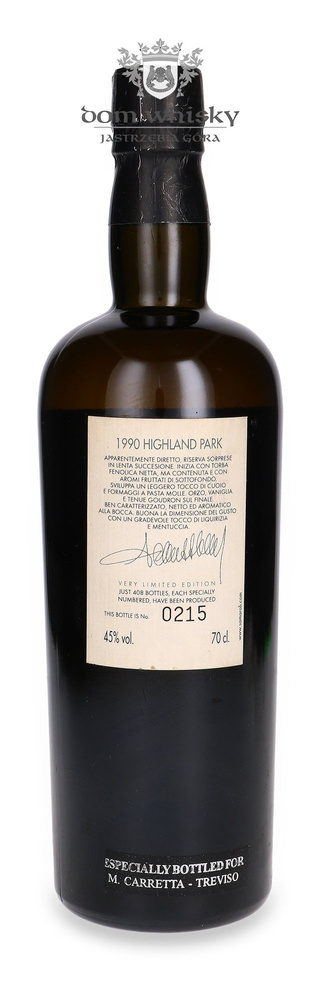 dom whisky
JASTRZĘBIA GÓRA
1990 HIGHLAND PARK
APPARENTEMENTE DIRETTO, RISERVA SORPRESE
IN LENTA SUCCESIONE. INIZIA CON TORBA
FENOLICA NETTA, MA CONTENUTA E CON
AROMI FRUTTATI DI SOTTOFONDO.
SVILUPPA UN LEGGERO TOCCO DI CUOIO
E FORMAGGI A PASTA MOLLE. ORZO, VANIGLIA
E TENUE GOUDRON SUL FINALE.
BEN CARATTERIZZATO, NETTO ED AROMATICO
ALLA BOCCA. BUONA LA DIMENSIONE DEL GUSTO
CON UN GRADEVOLE TOCCO DI LIQUIRIZIA
E MENTUCCIA.
VERY LIMITED EDITION
JUST 408 BOTTLES, EACH SPECIALLY
NUMBERED, HAVE BEEN PRODUCED
THIS BOTTLE IS No. 0215
45% vol. 70 cl.
www.samaroli.com
ESPECIALLY BOTTLED FOR
M. CARRETTA - TREVISO